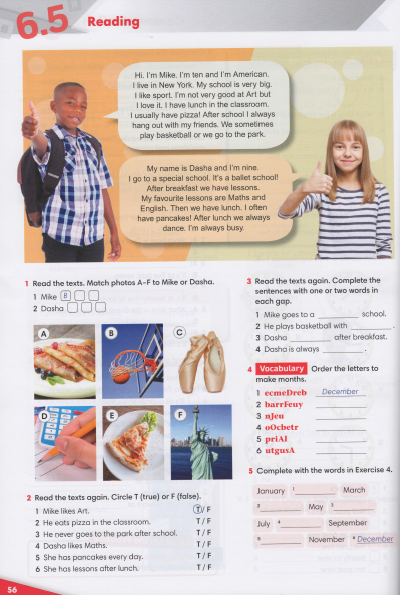 6.5
Reading
Hi. I'm Mike. I'm ten and I'm American.
I live in New York. My school is very big.
I like sport. I'm not very good at Art but
I love it. I have lunch in the classroom.
I usually have pizza! After school I always
hang out with my friends. We sometimes
play basketball or we go to the park.
My name is Dasha and I'm nine.
I go to a special school. It's a ballet school!
After breakfast we have lessons.
My favourite lessons are Maths and
English. Then we have lunch. I often
have pancakes! After lunch we always
dance. I'm always busy.
1 Read the texts. Match photos A–F to Mike or Dasha.
1 Mike B
2 Dasha
A
B
C
D
E
F
2 Read the texts again. Circle T (true) or F (false).
1 Mike likes Art. T / F
2 He eats pizza in the classroom. T / F
3 He never goes to the park after school. T / F
4 Dasha likes Maths. T / F
5 She has pancakes every day. T / F
6 She has lessons after lunch. T / F
3 Read the texts again. Complete the
sentences with one or two words in
each gap.
1 Mike goes to a ________ school.
2 He plays basketball with ________.
3 Dasha ________ after breakfast.
4 Dasha is always ________.
4 Vocabulary Order the letters to
make months.
1 ecmeDreb December
2 barrFeuy
3 nJeu
4 oOcbetr
5 priAl
6 utgusA
5 Complete with the words in Exercise 4.
January 1 ________ March
2 ________ May 3 ________
July 4 ________ September
5 ________ November 6 December
56